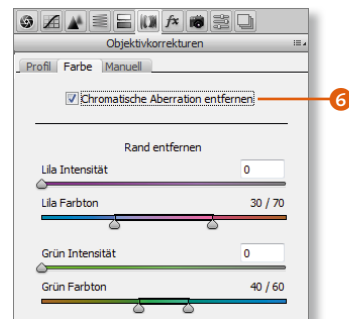 fx
Objektivkorrekturen
Profil Farbe Manuell
Chromatische Aberration entfernen
6
Rand entfernen
Lila Intensität 0
Lila Farbton 30 / 70
Grün Intensität 0
Grün Farbton 40 / 60